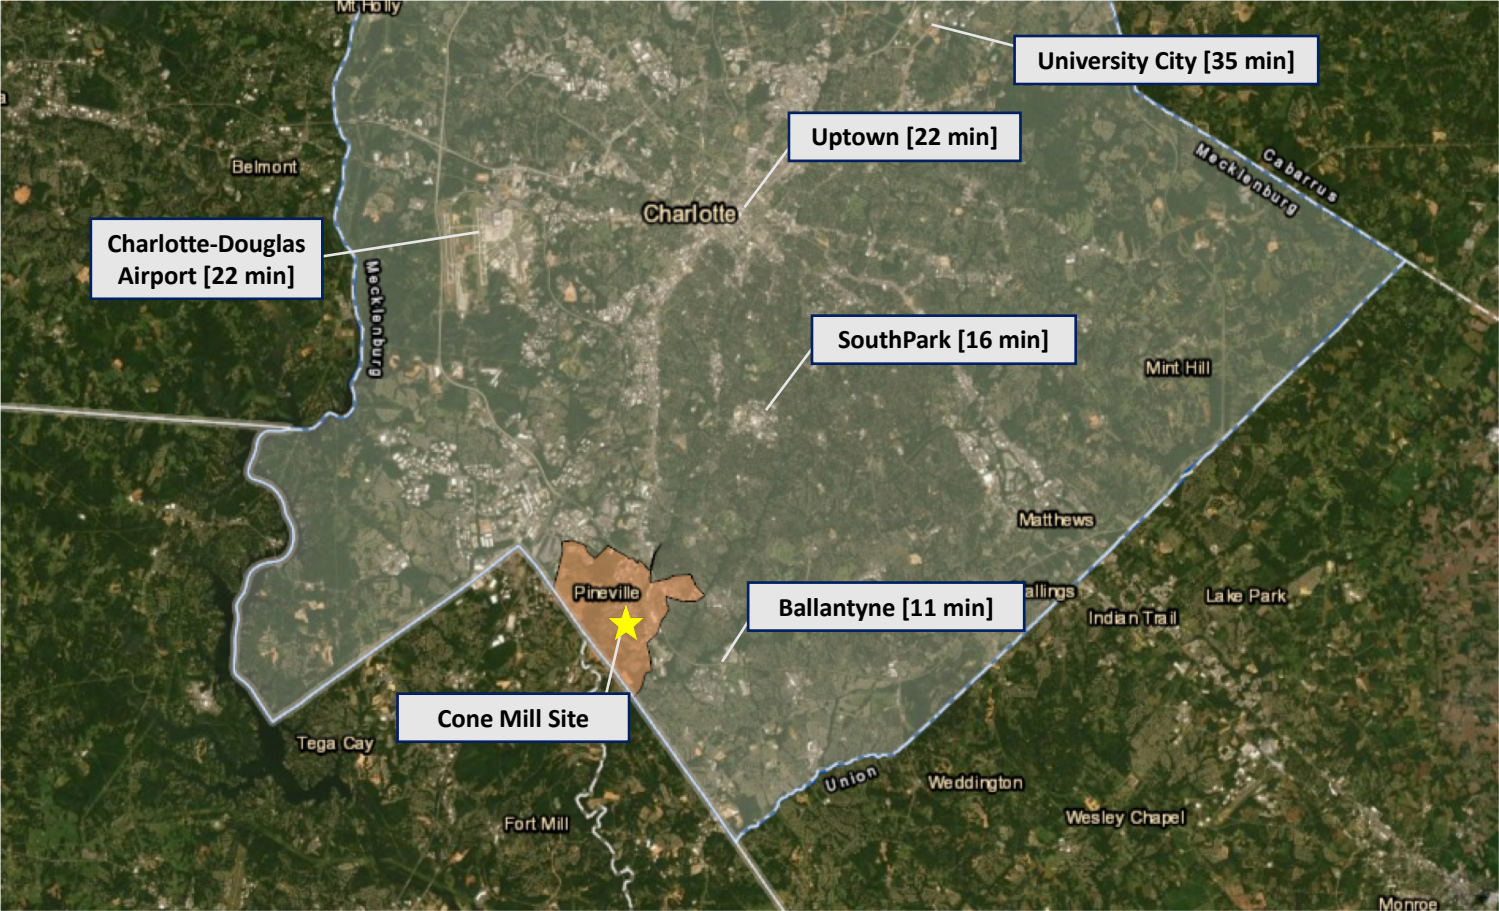 Mt Holly
University City [35 min]
Uptown [22 min]
Cabarrus
Mecklenburg
Belmont
Charlotte
Charlotte-Douglas
Airport [22 min]
Mecklenburg
SouthPark [16 min]
Mint Hill
Matthews
Pineville
Ballantyne [11 min]
allings
Lake Park
Indian Trail
Cone Mill Site
Tega Cay
Union
Weddington
Fort Mill
Wesley Chapel
Monroe